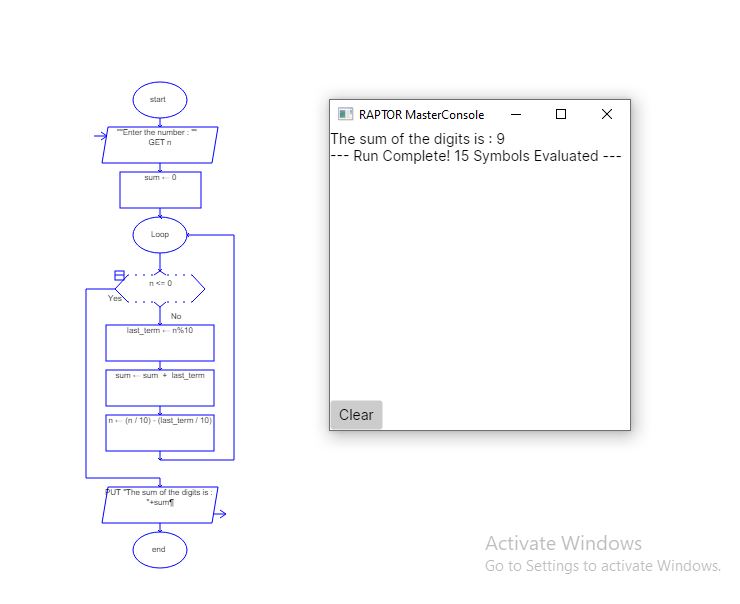 start
""Enter the number : ""
GET n
sum ← 0
Loop
n <= 0
Yes
No
last_term ← n%10
sum ← sum + last_term
n ← (n / 10) - (last_term / 10)
PUT "The sum of the digits is :
"+sum¶
end
RAPTOR MasterConsole
The sum of the digits is : 9
--- Run Complete! 15 Symbols Evaluated ---
Clear
Activate Windows
Go to Settings to activate Windows.